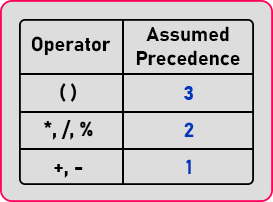 Operator Assumed Precedence
( ) 3
*, /, % 2
+, - 1